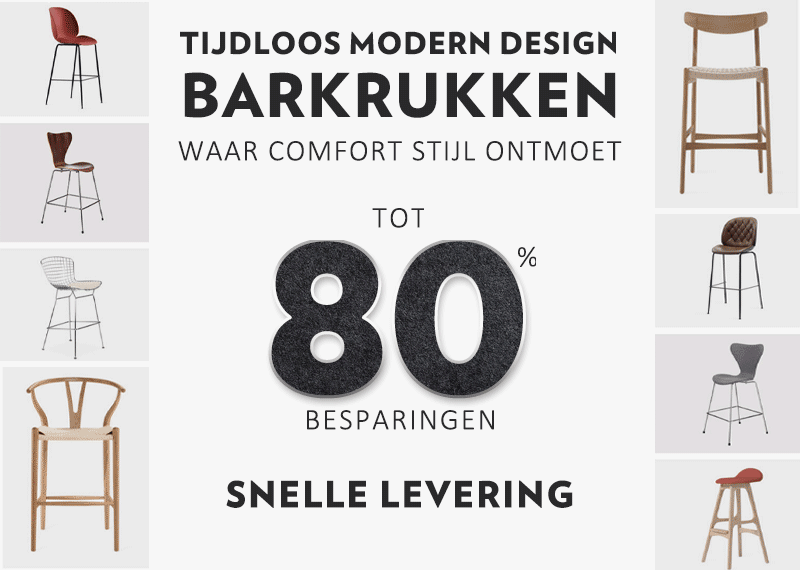 TIJDLOOS MODERN DESIGN
BARKRUKKEN
WAAR COMFORT STIJL ONTMOET
TOT
80%
BESPARINGEN
SNELLE LEVERING